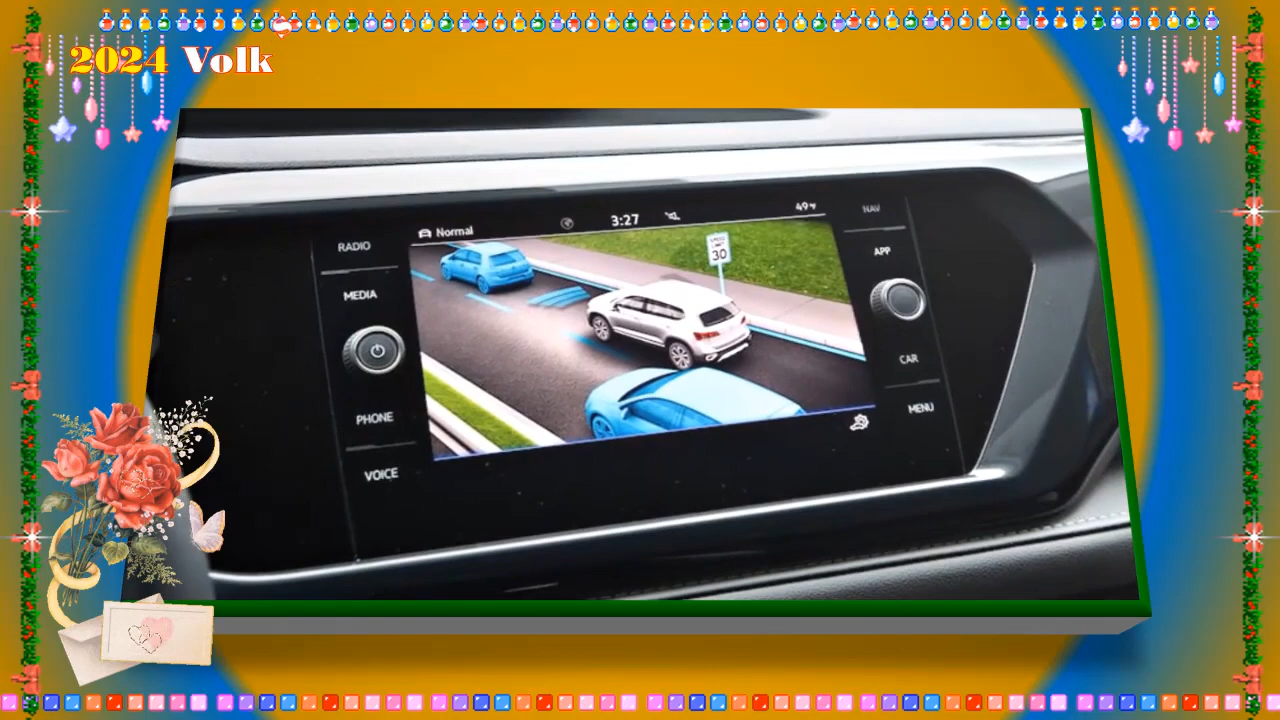 2024 Volk
Normal
3:27
49°F
NAV
RADIO
APP
MEDIA
SPEED
LIMIT
30
CAR
PHONE
MENU
VOICE